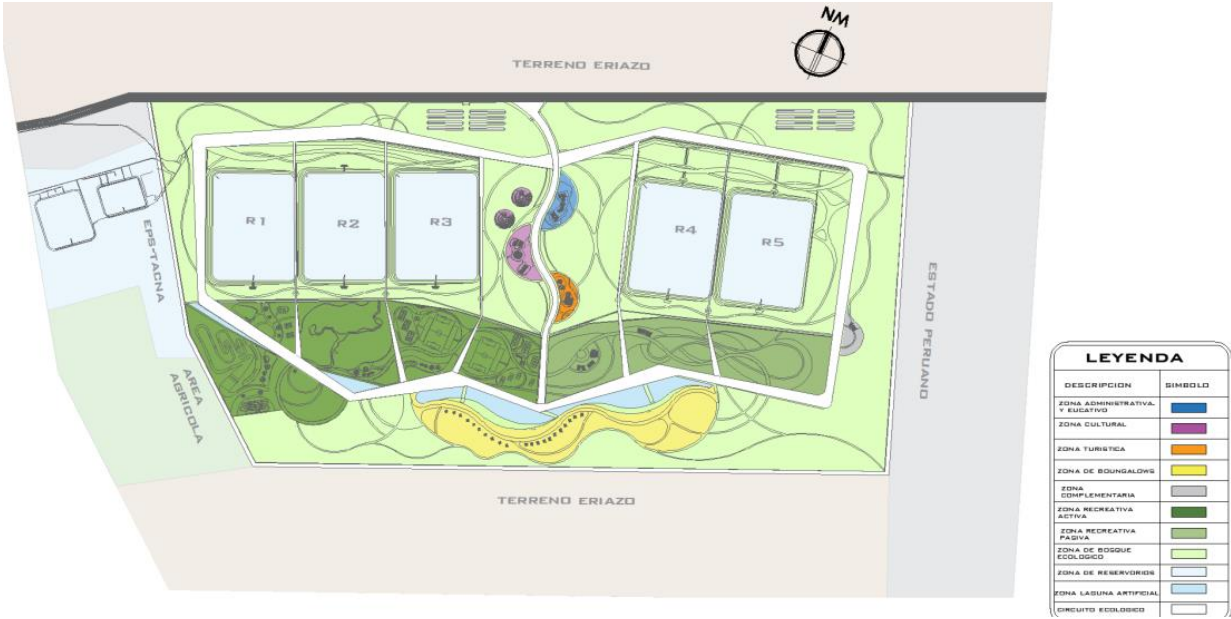 NM
TERRENO ERIAZO
R1
R2
R3
R4
R5
EPS-TACNA
ESTADO PERUANO
AREA
AGRICOLA
TERRENO ERIAZO
LEYENDA
DESCRIPCION SIMBOLO
ZONA ADMINISTRATIVA
Y EUCATIVO
ZONA CULTURAL
ZONA TURISTICA
ZONA DE BOUNGALOWS
ZONA
COMPLEMENTARIA
ZONA RECREATIVA
ACTIVA
ZONA RECREATIVA
PASIVA
ZONA DE BOSQUE
ECOLOGICO
ZONA DE RESERVORIOS
ZONA LAGUNA ARTIFICIAL
CIRCUITO ECOLOGICO